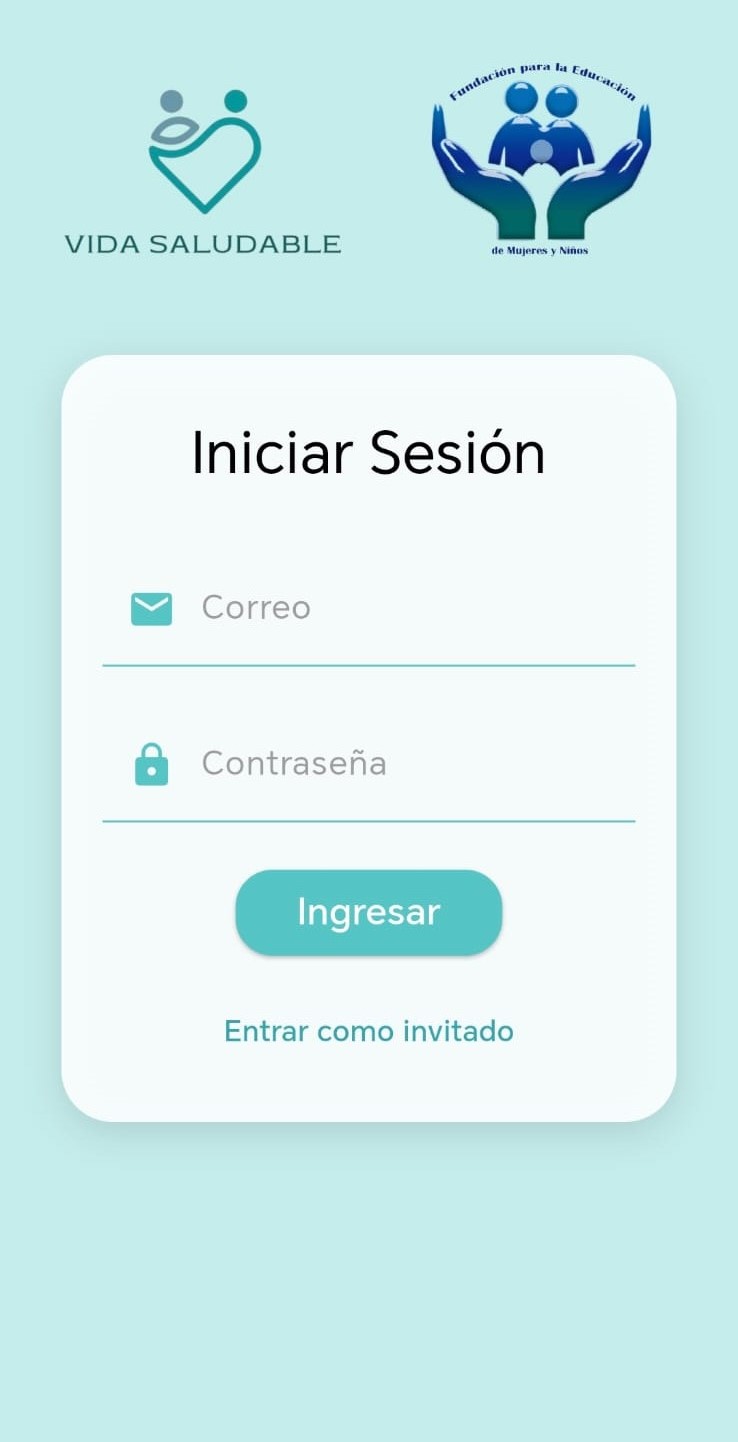 VIDA SALUDABLE
Fundación para la Educación
de Mujeres y Niños
Iniciar Sesión
Correo
Contraseña
Ingresar
Entrar como invitado